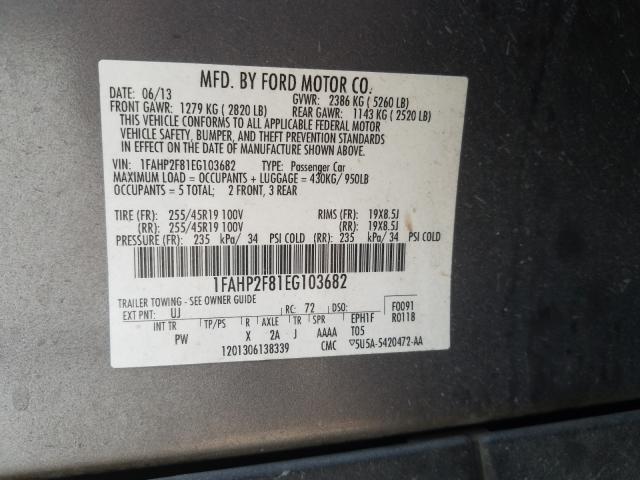 MFD. BY FORD MOTOR CO.
DATE: 06/13 GVWR: 2386 KG ( 5260 LB)
FRONT GAWR: 1279 KG ( 2820 LB) REAR GAWR: 1143 KG ( 2520 LB)
THIS VEHICLE CONFORMS TO ALL APPLICABLE FEDERAL MOTOR
VEHICLE SAFETY, BUMPER, AND THEFT PREVENTION STANDARDS
IN EFFECT ON THE DATE OF MANUFACTURE SHOWN ABOVE.
VIN: 1FAHP2F81EG103682 TYPE: Passenger Car
MAXIMUM LOAD = OCCUPANTS + LUGGAGE = 430KG/ 950LB
OCCUPANTS = 5 TOTAL; 2 FRONT, 3 REAR
TIRE (FR): 255/45R19 100V RIMS (FR): 19X8.5J
(RR): 255/45R19 100V (RR): 19X8.5J
PRESSURE (FR): 235 kPa/ 34 PSI COLD (RR): 235 kPa/ 34 PSI COLD
1FAHP2F81EG103682
TRAILER TOWING - SEE OWNER GUIDE
EXT PNT: UJ RC: 72 DSO: F0091
INT TR TP/PS R AXLE TR SPR EPH1F R0118
PW X 2A J AAAA T05
1201306138339 CMC ▽5U5A-5420472-AA